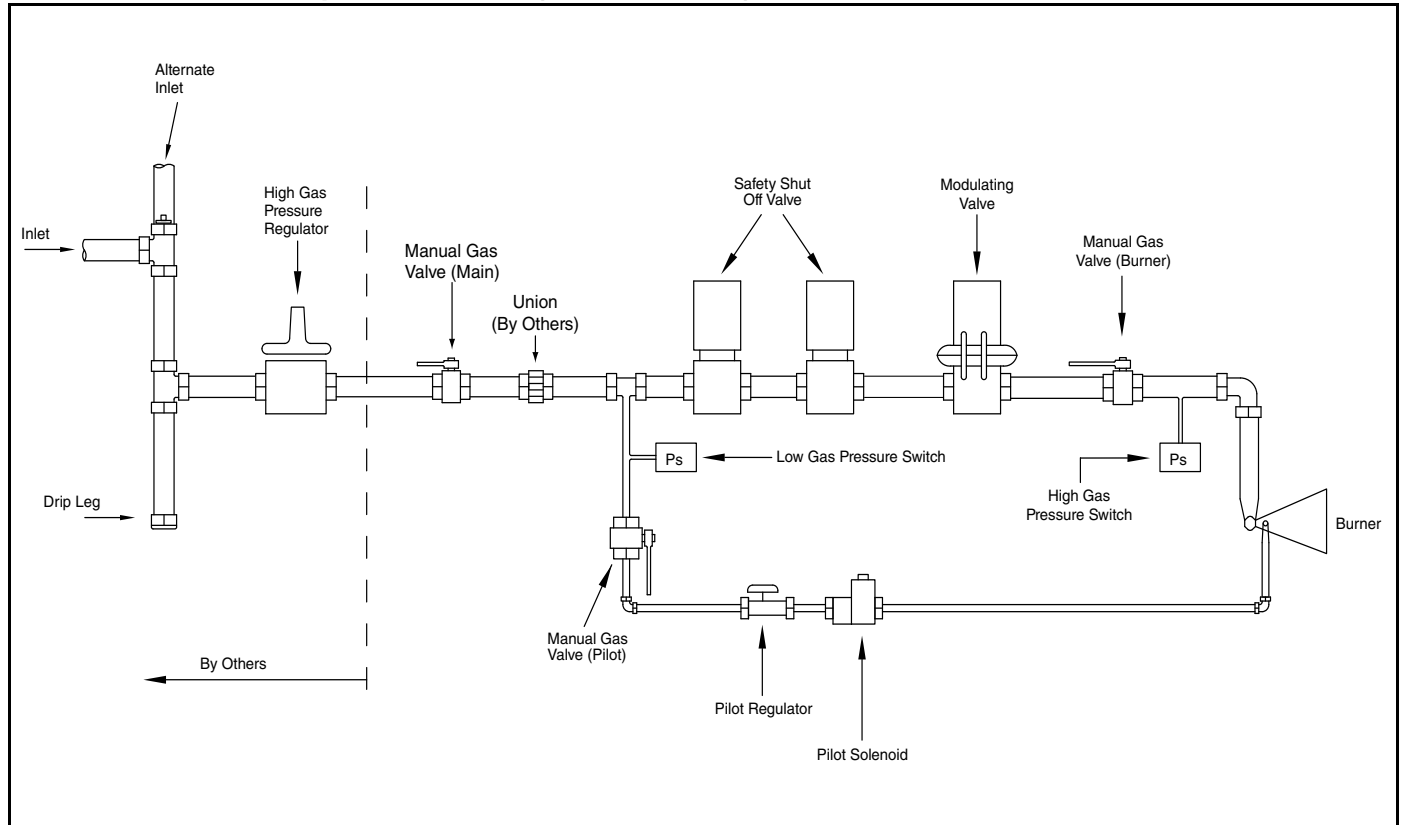 Alternate
Inlet
High Gas
Pressure
Regulator
Inlet
Manual Gas
Valve (Main)
Union
(By Others)
Safety Shut
Off Valve
Modulating
Valve
Manual Gas
Valve (Burner)
Ps
Low Gas Pressure Switch
Ps
High Gas
Pressure Switch
Drip Leg
Burner
Manual Gas
Valve (Pilot)
By Others
Pilot Regulator
Pilot Solenoid